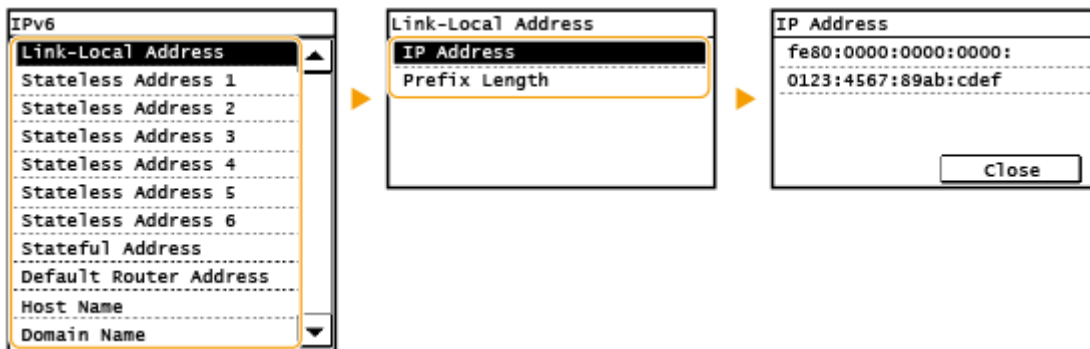 IPv6
Link-Local Address
Stateless Address 1
Stateless Address 2
Stateless Address 3
Stateless Address 4
Stateless Address 5
Stateless Address 6
Stateful Address
Default Router Address
Host Name
Domain Name
Link-Local Address
IP Address
Prefix Length
IP Address
fe80:0000:0000:0000:
0123:4567:89ab:cdef
Close